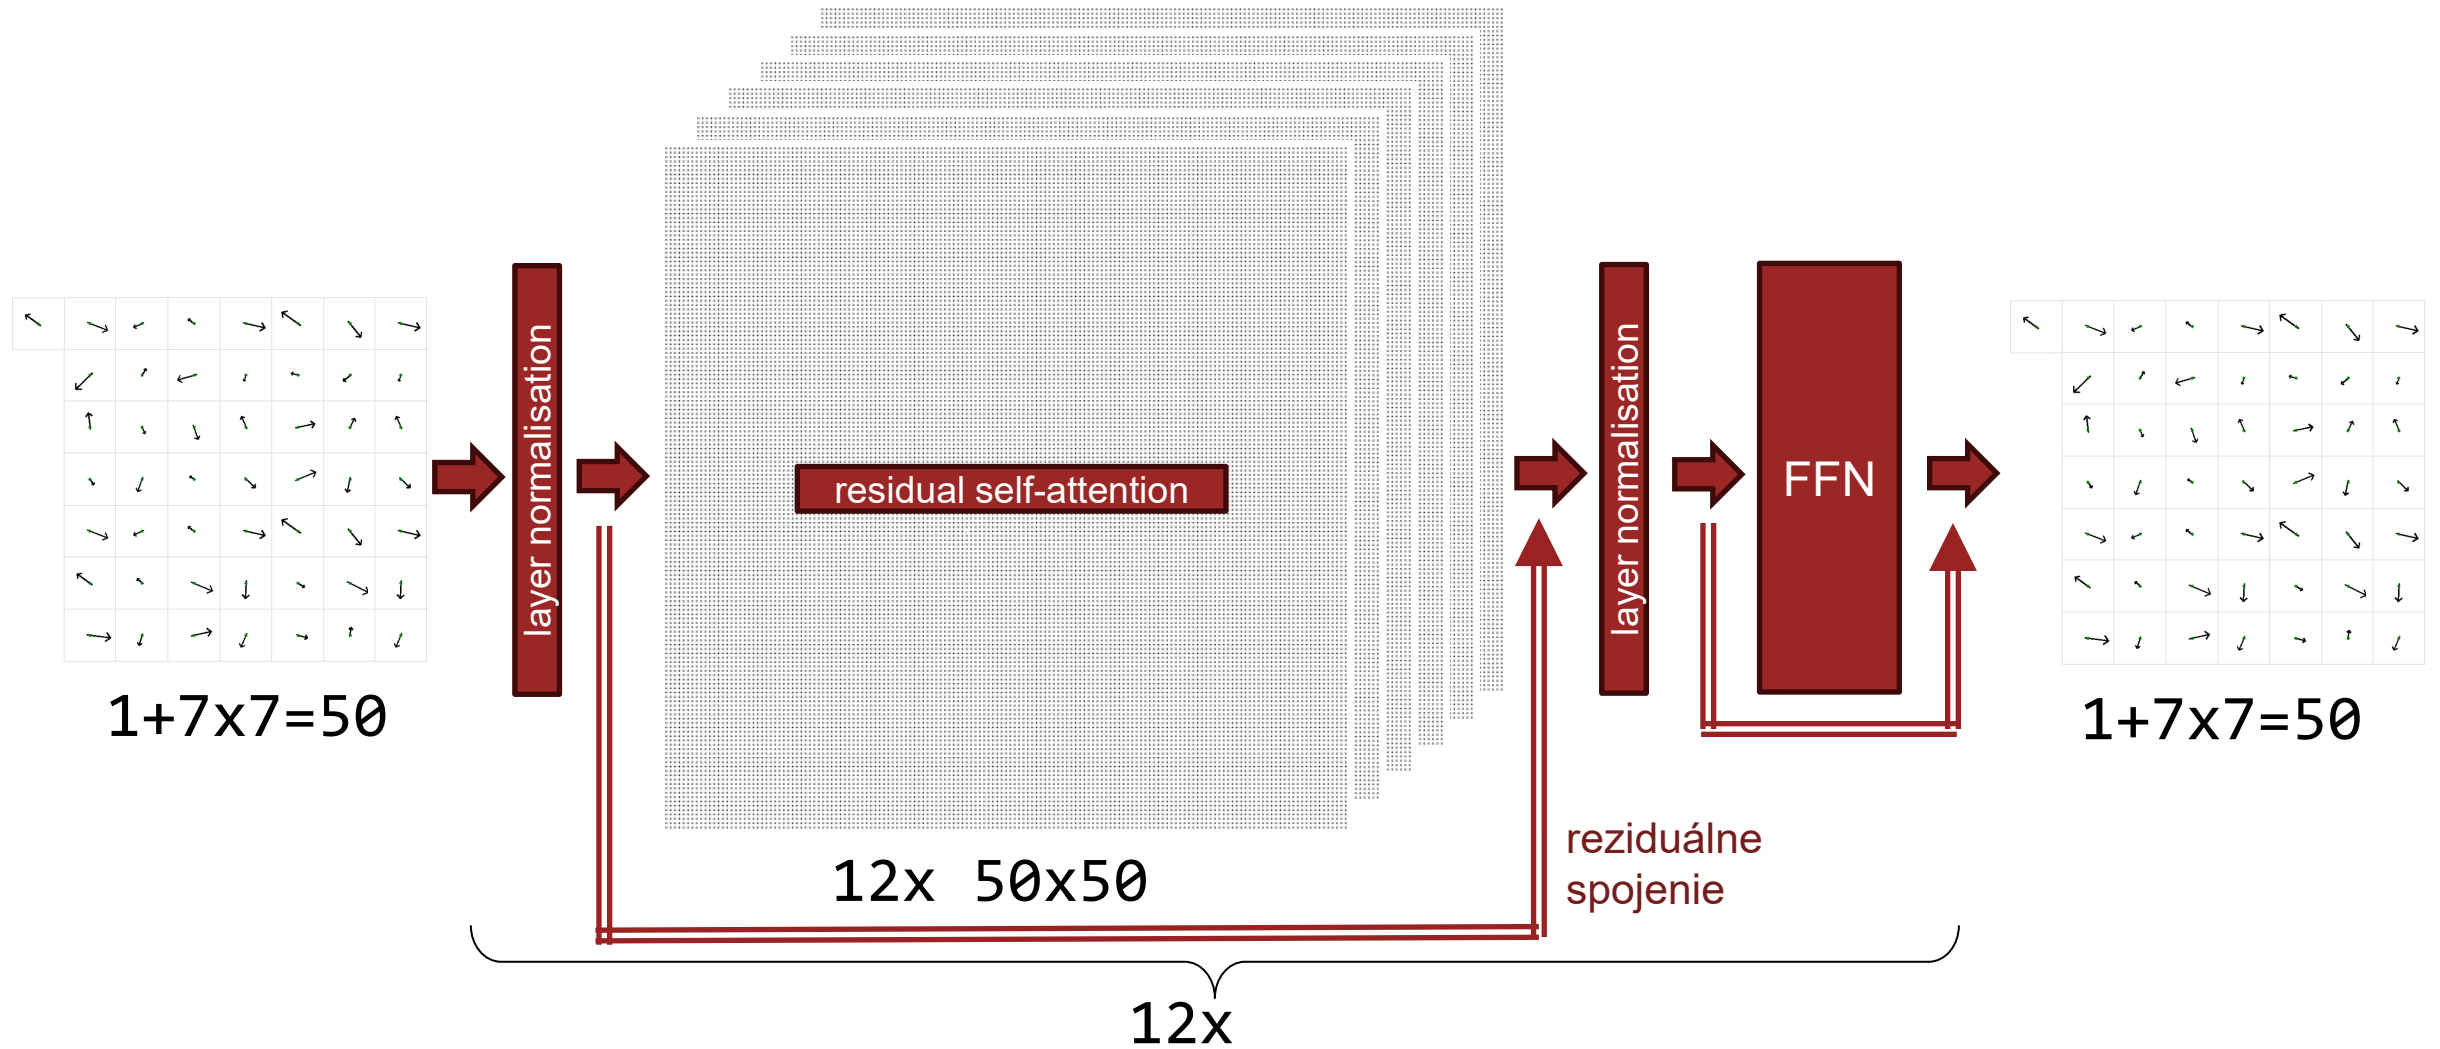 1+7x7=50
layer normalisation
residual self-attention
12x 50x50
layer normalisation
FFN
reziduálne
spojenie
12x
1+7x7=50